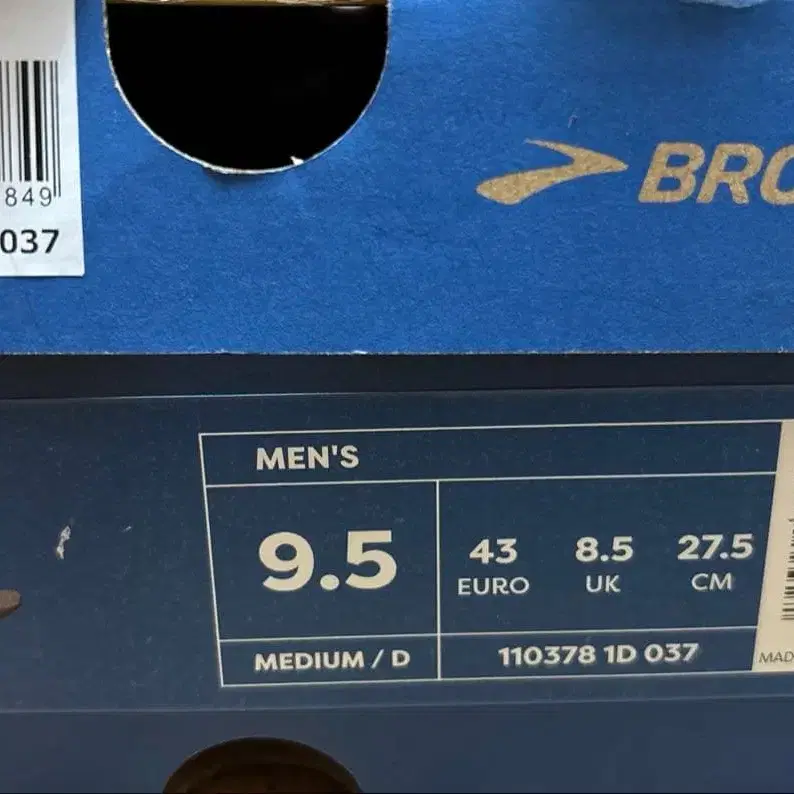 849
037
BRO
MEN'S
9.5
43 8.5 27.5
EURO UK CM
MEDIUM / D
110378 1D 037
MAD